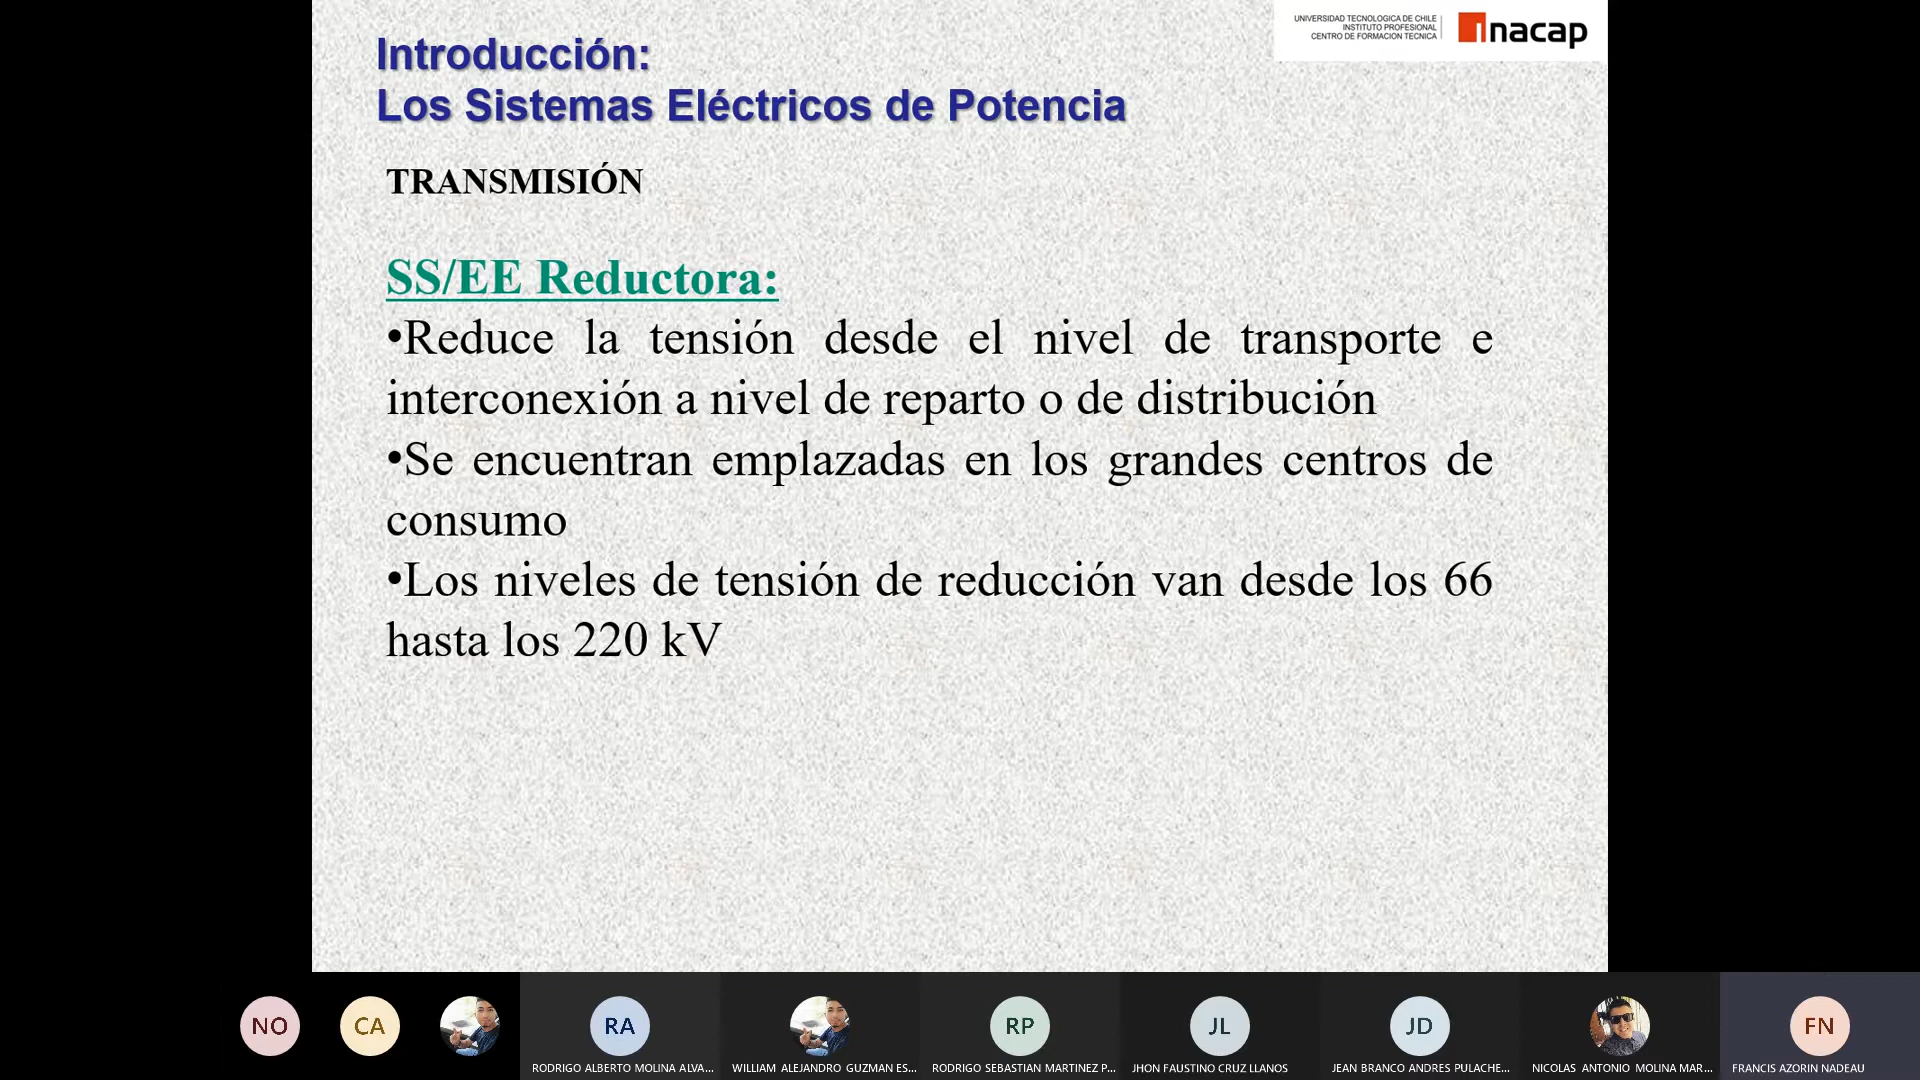 UNIVERSIDAD TECNOLOGICA DE CHILE
INSTITUTO PROFESIONAL
CENTRO DE FORMACION TECNICA
inacap
Introducción:
Los Sistemas Eléctricos de Potencia
TRANSMISIÓN
SS/EE Reductora:
•Reduce la tensión desde el nivel de transporte e
interconexión a nivel de reparto o de distribución
•Se encuentran emplazadas en los grandes centros de
consumo
•Los niveles de tensión de reducción van desde los 66
hasta los 220 kV
NO
CA
RA
RP
JL
JD
FN
RODRIGO ALBERTO MOLINA ALVA...
WILLIAM ALEJANDRO GUZMAN ES...
RODRIGO SEBASTIAN MARTINEZ P...
JHON FAUSTINO CRUZ LLANOS
JEAN BRANCO ANDRES PULACHE...
NICOLAS ANTONIO MOLINA MAR...
FRANCIS AZORIN NADEAU